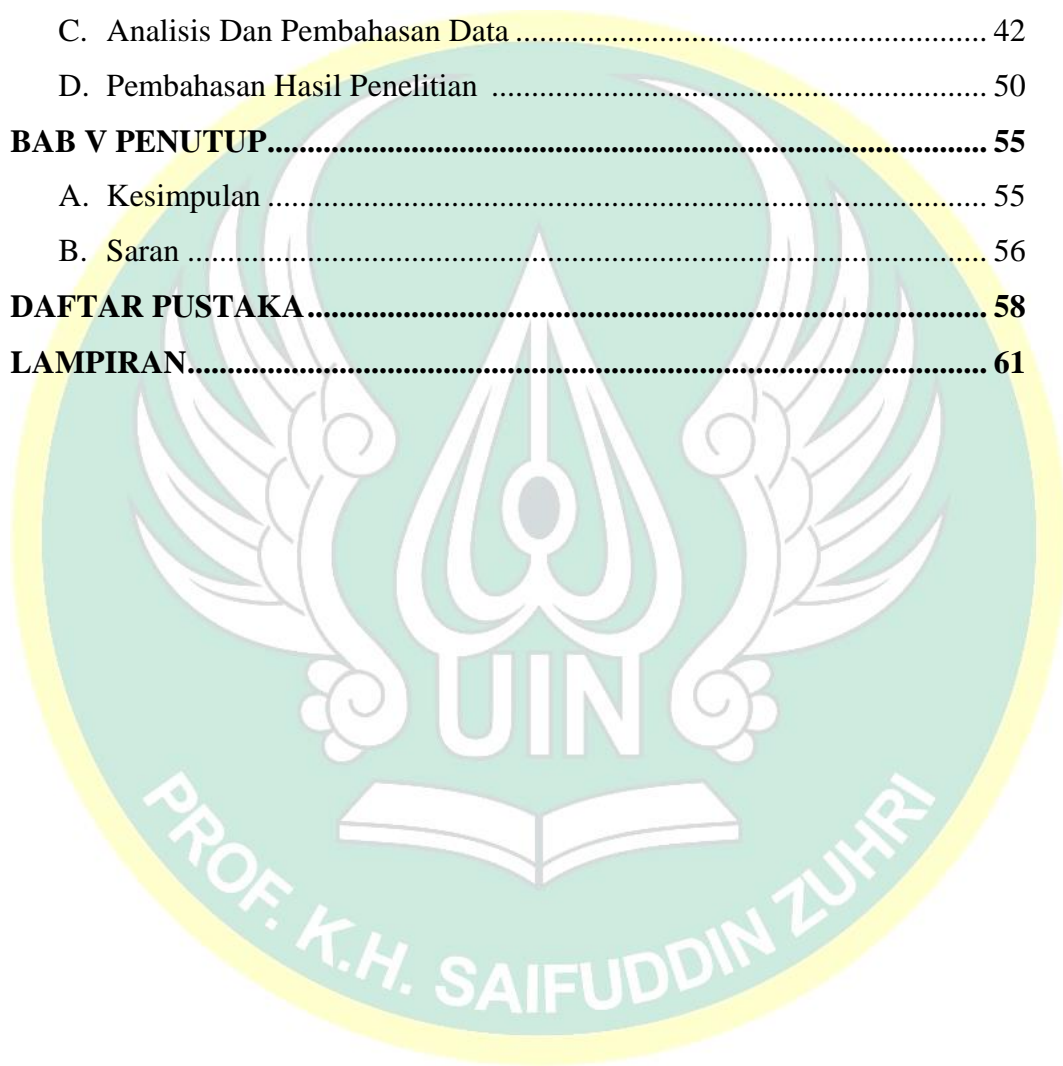 C. Analisis Dan Pembahasan Data ........................................................... 42
D. Pembahasan Hasil Penelitian .............................................................. 50
BAB V PENUTUP.......................................................................................... 55
A. Kesimpulan .......................................................................................... 55
B. Saran .................................................................................................... 56
DAFTAR PUSTAKA ..................................................................................... 58
LAMPIRAN.................................................................................................... 61
UIN
PROF. K.H. SAIFUDDIN ZUHRI